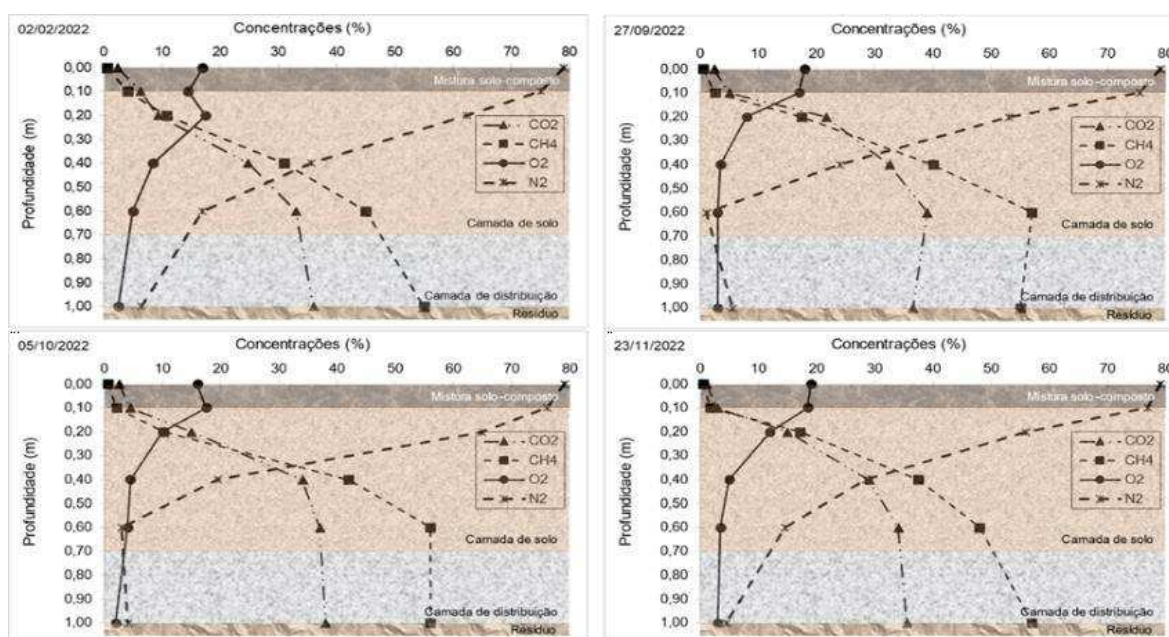 02/02/2022
Concentrações (%)
0 10 20 30 40 50 60 70 80
Profundidade (m)
0,00
0,10
0,20
0,30
0,40
0,50
0,60
0,70
0,80
0,90
1,00
Mistura solo-composto
CO2
CH4
O2
N2
Camada de solo
Camada de distribuição
Resíduo
27/09/2022
Concentrações (%)
0 10 20 30 40 50 60 70 80
Profundidade (m)
0,00
0,10
0,20
0,30
0,40
0,50
0,60
0,70
0,80
0,90
1,00
Mistura solo-composto
CO2
CH4
O2
N2
Camada de solo
Camada de distribuição
Resíduo
05/10/2022
Concentrações (%)
0 10 20 30 40 50 60 70 80
Profundidade (m)
0,00
0,10
0,20
0,30
0,40
0,50
0,60
0,70
0,80
0,90
1,00
Mistura solo-composto
CO2
CH4
O2
N2
Camada de solo
Camada de distribuição
Resíduo
23/11/2022
Concentrações (%)
0 10 20 30 40 50 60 70 80
Profundidade (m)
0,00
0,10
0,20
0,30
0,40
0,50
0,60
0,70
0,80
0,90
1,00
Mistura solo-composto
CO2
CH4
O2
N2
Camada de solo
Camada de distribuição
Resíduo